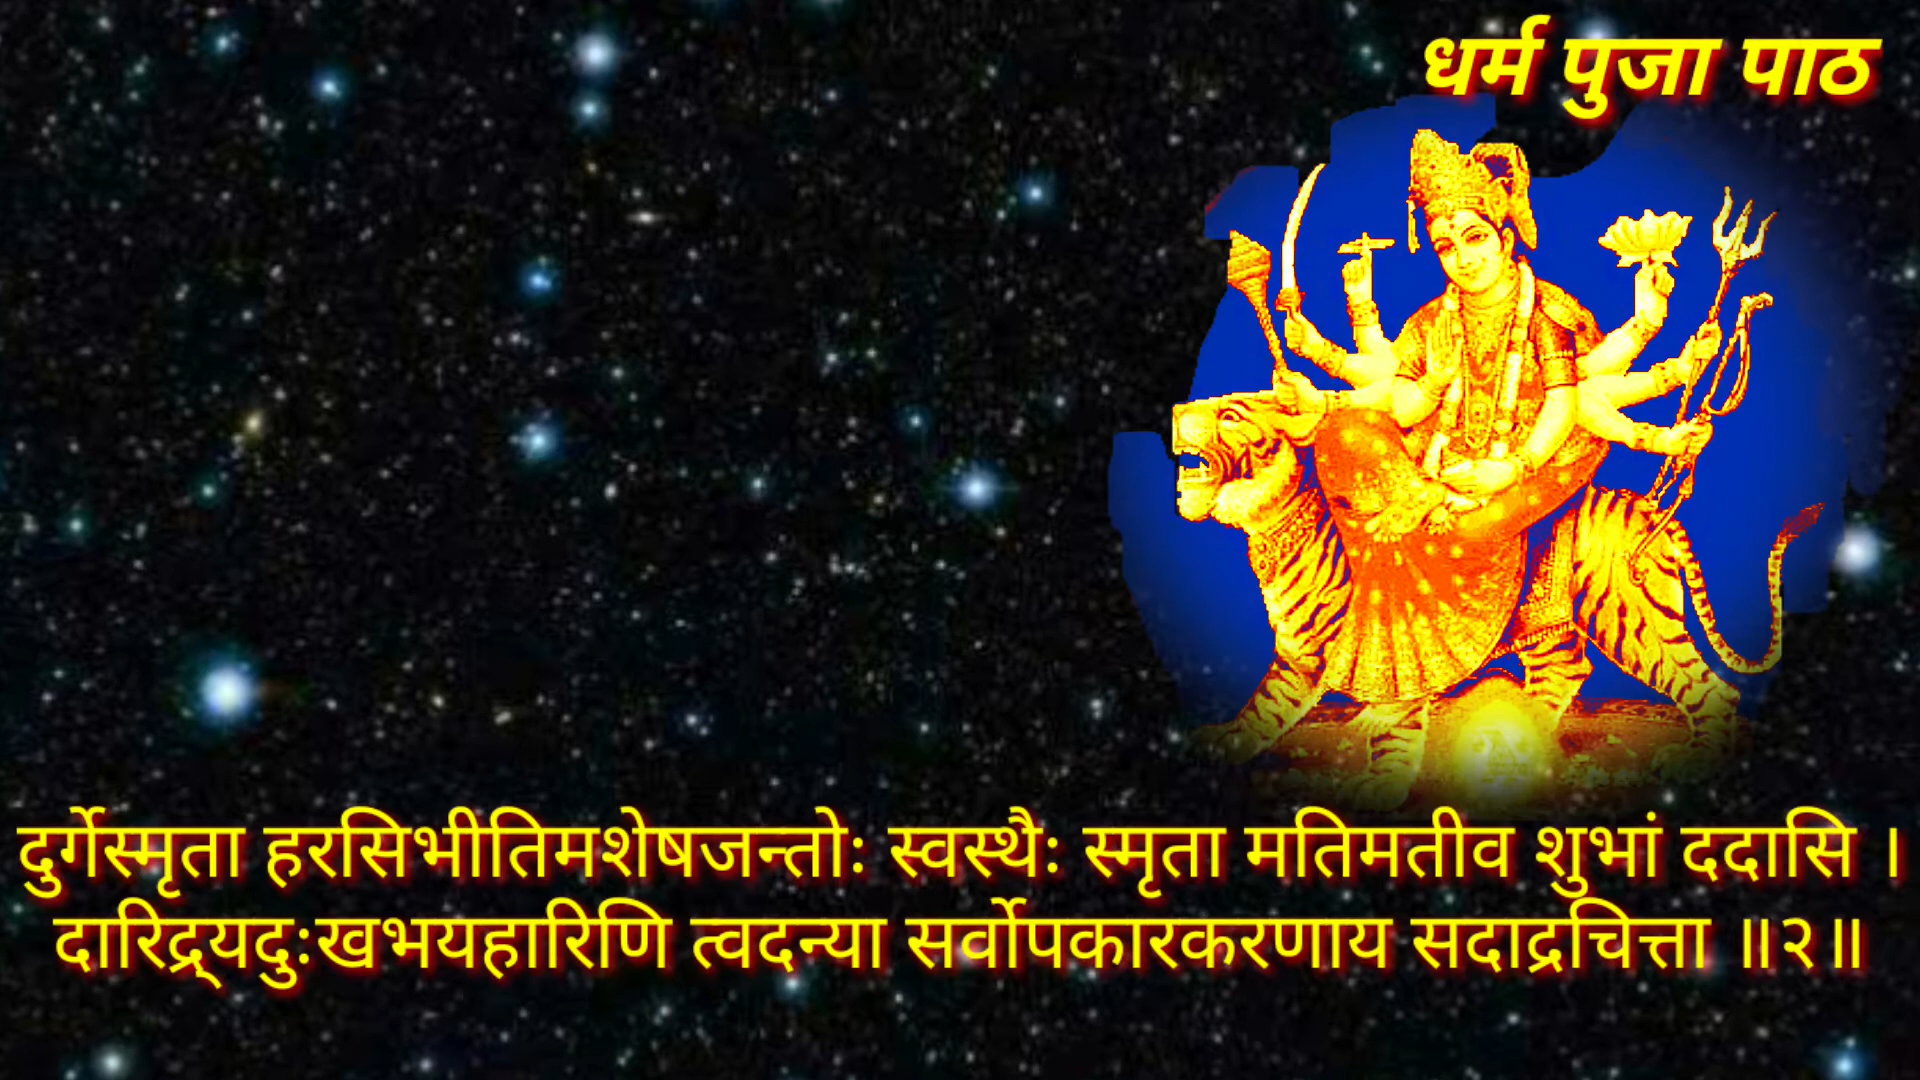 धर्म पुजा पाठ
दुर्गेस्मृता हरसिभीतिमशेषजन्तोः स्वस्थैः स्मृता मतिमतीव शुभां ददासि ।
दारिद्र्यदुःखभयहारिणि त्वदन्या सर्वोपकारकरणाय सदाद्रचित्ता ॥२॥